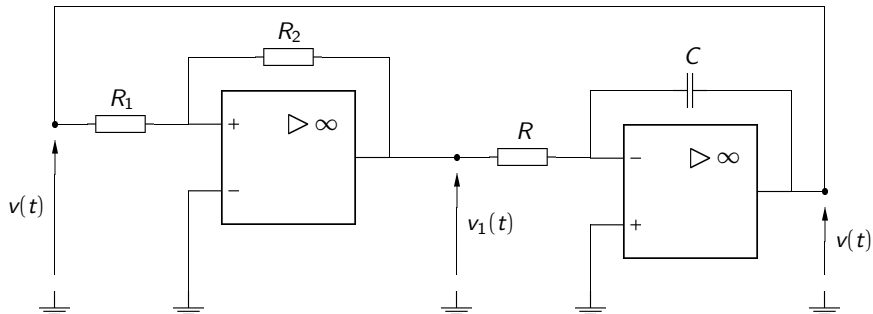 R₂
C
R₁
+
▷ ∞
R
−
▷ ∞
−
v(t)
v₁(t)
+
v(t)